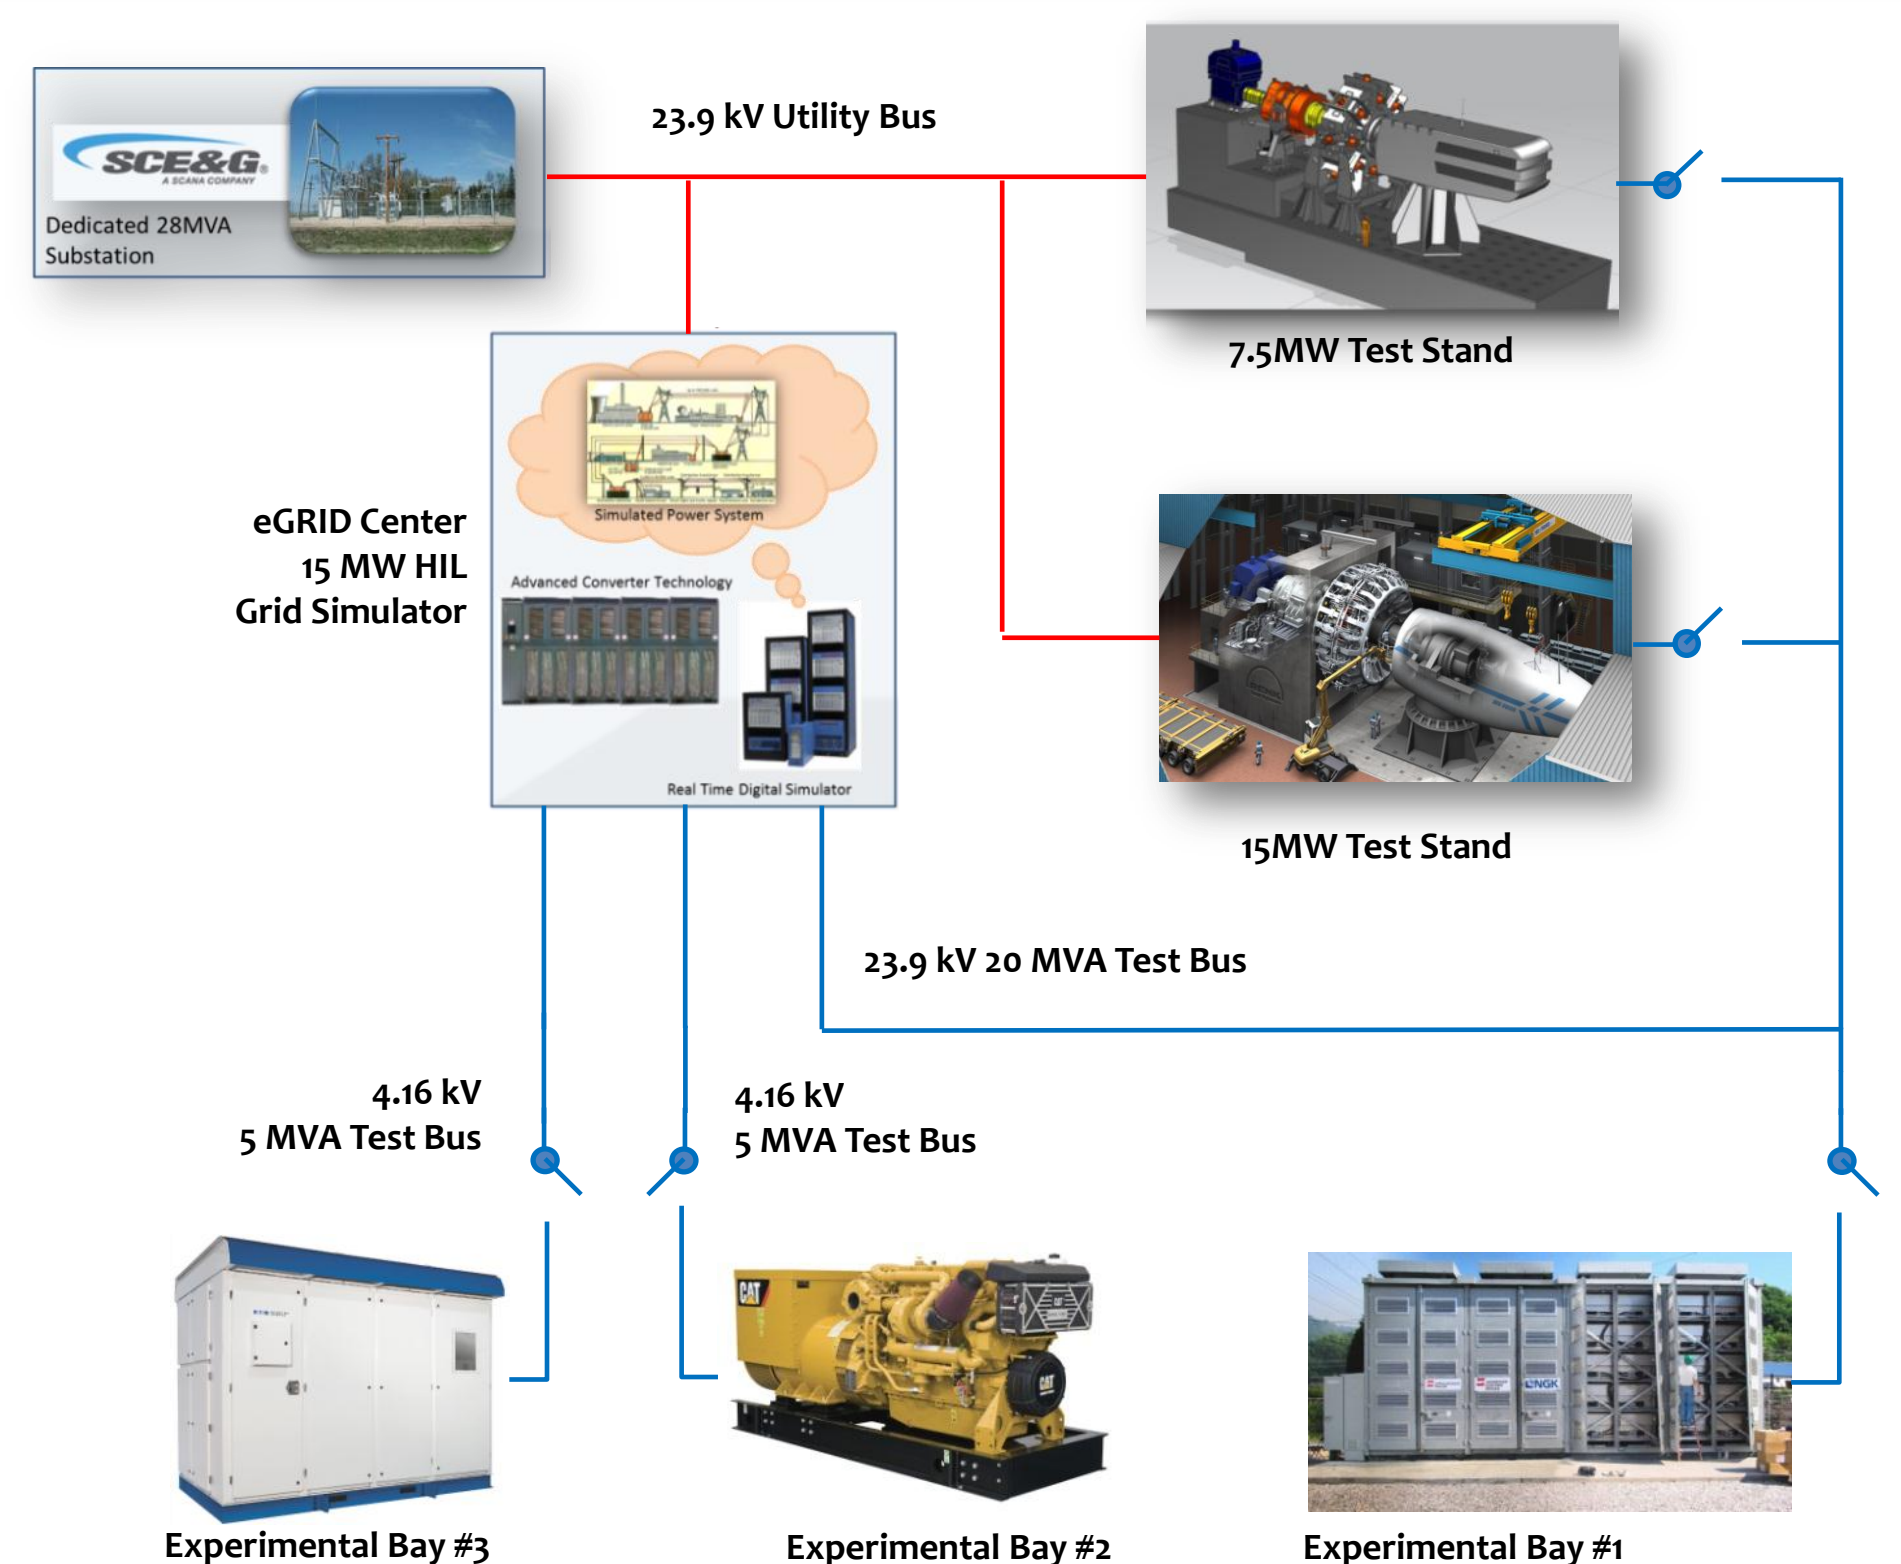 SCE&G®
A SCANA COMPANY
Dedicated 28MVA
Substation
23.9 kV Utility Bus
7.5MW Test Stand
eGRID Center
15 MW HIL
Grid Simulator
Simulated Power System
Advanced Converter Technology
Real Time Digital Simulator
15MW Test Stand
23.9 kV 20 MVA Test Bus
4.16 kV
5 MVA Test Bus
4.16 kV
5 MVA Test Bus
CAT
CAT
CAT
NGK
Experimental Bay #3
Experimental Bay #2
Experimental Bay #1